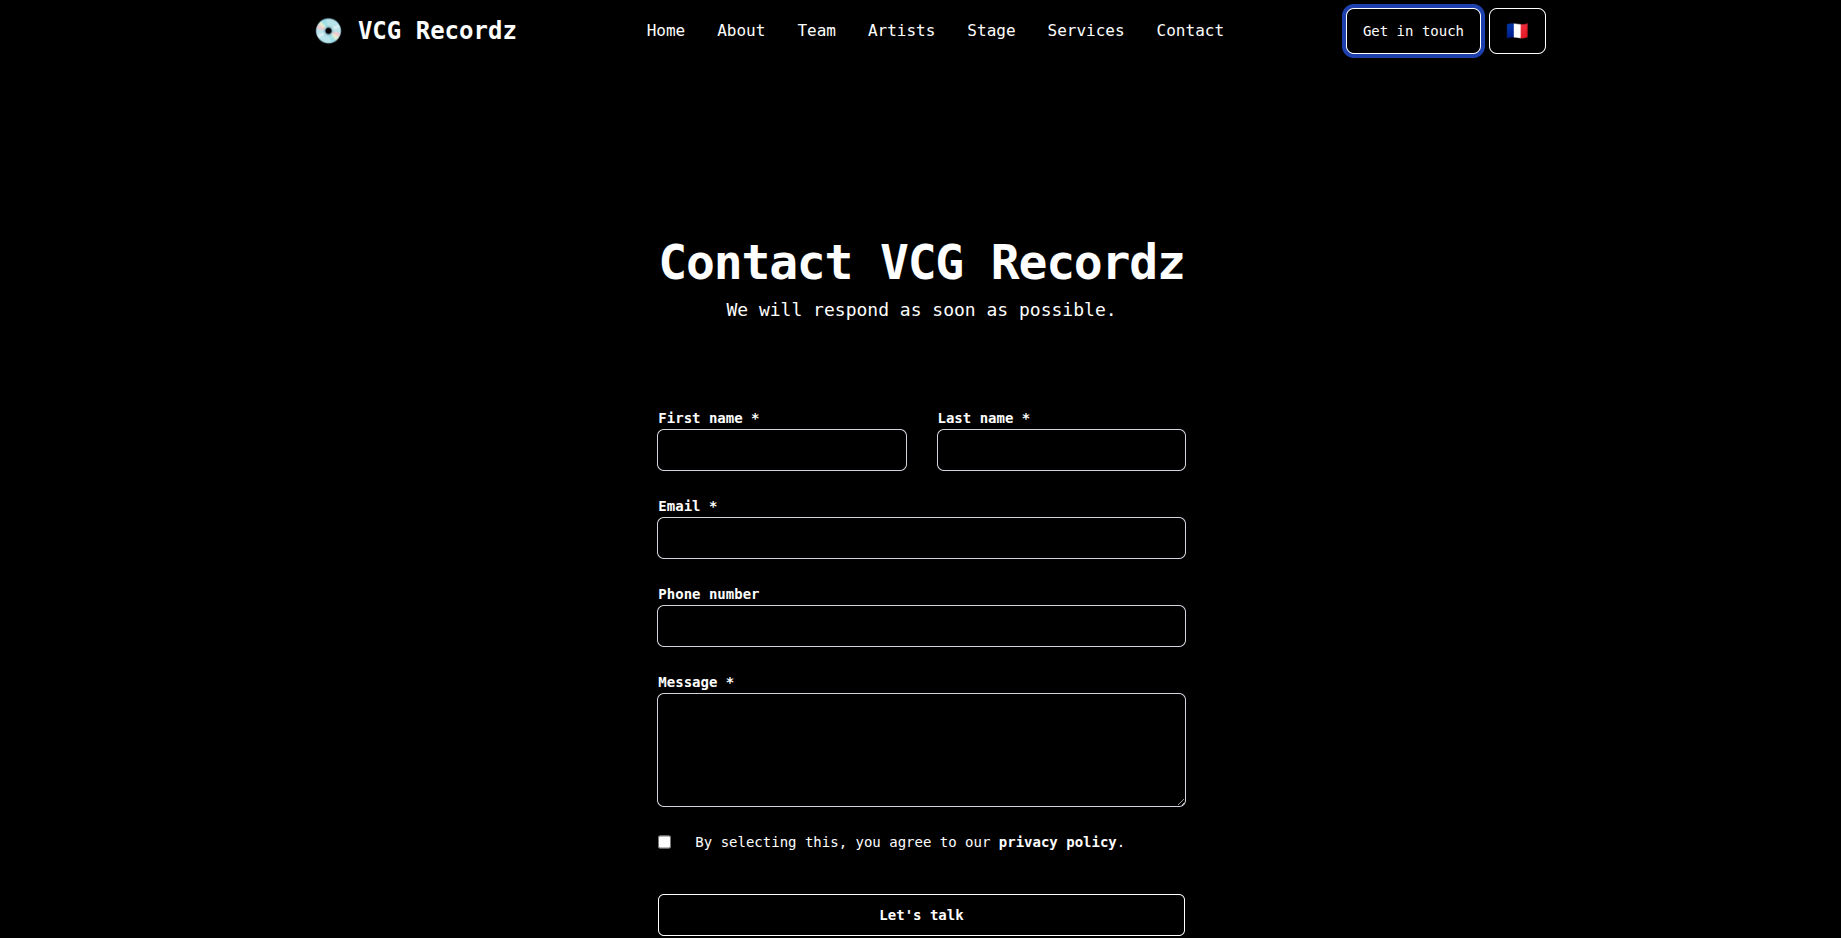 VCG Recordz
Home About Team Artists Stage Services Contact
Get in touch
Contact VCG Recordz
We will respond as soon as possible.
First name * Last name *
Email *
Phone number
Message *
By selecting this, you agree to our privacy policy.
Let's talk